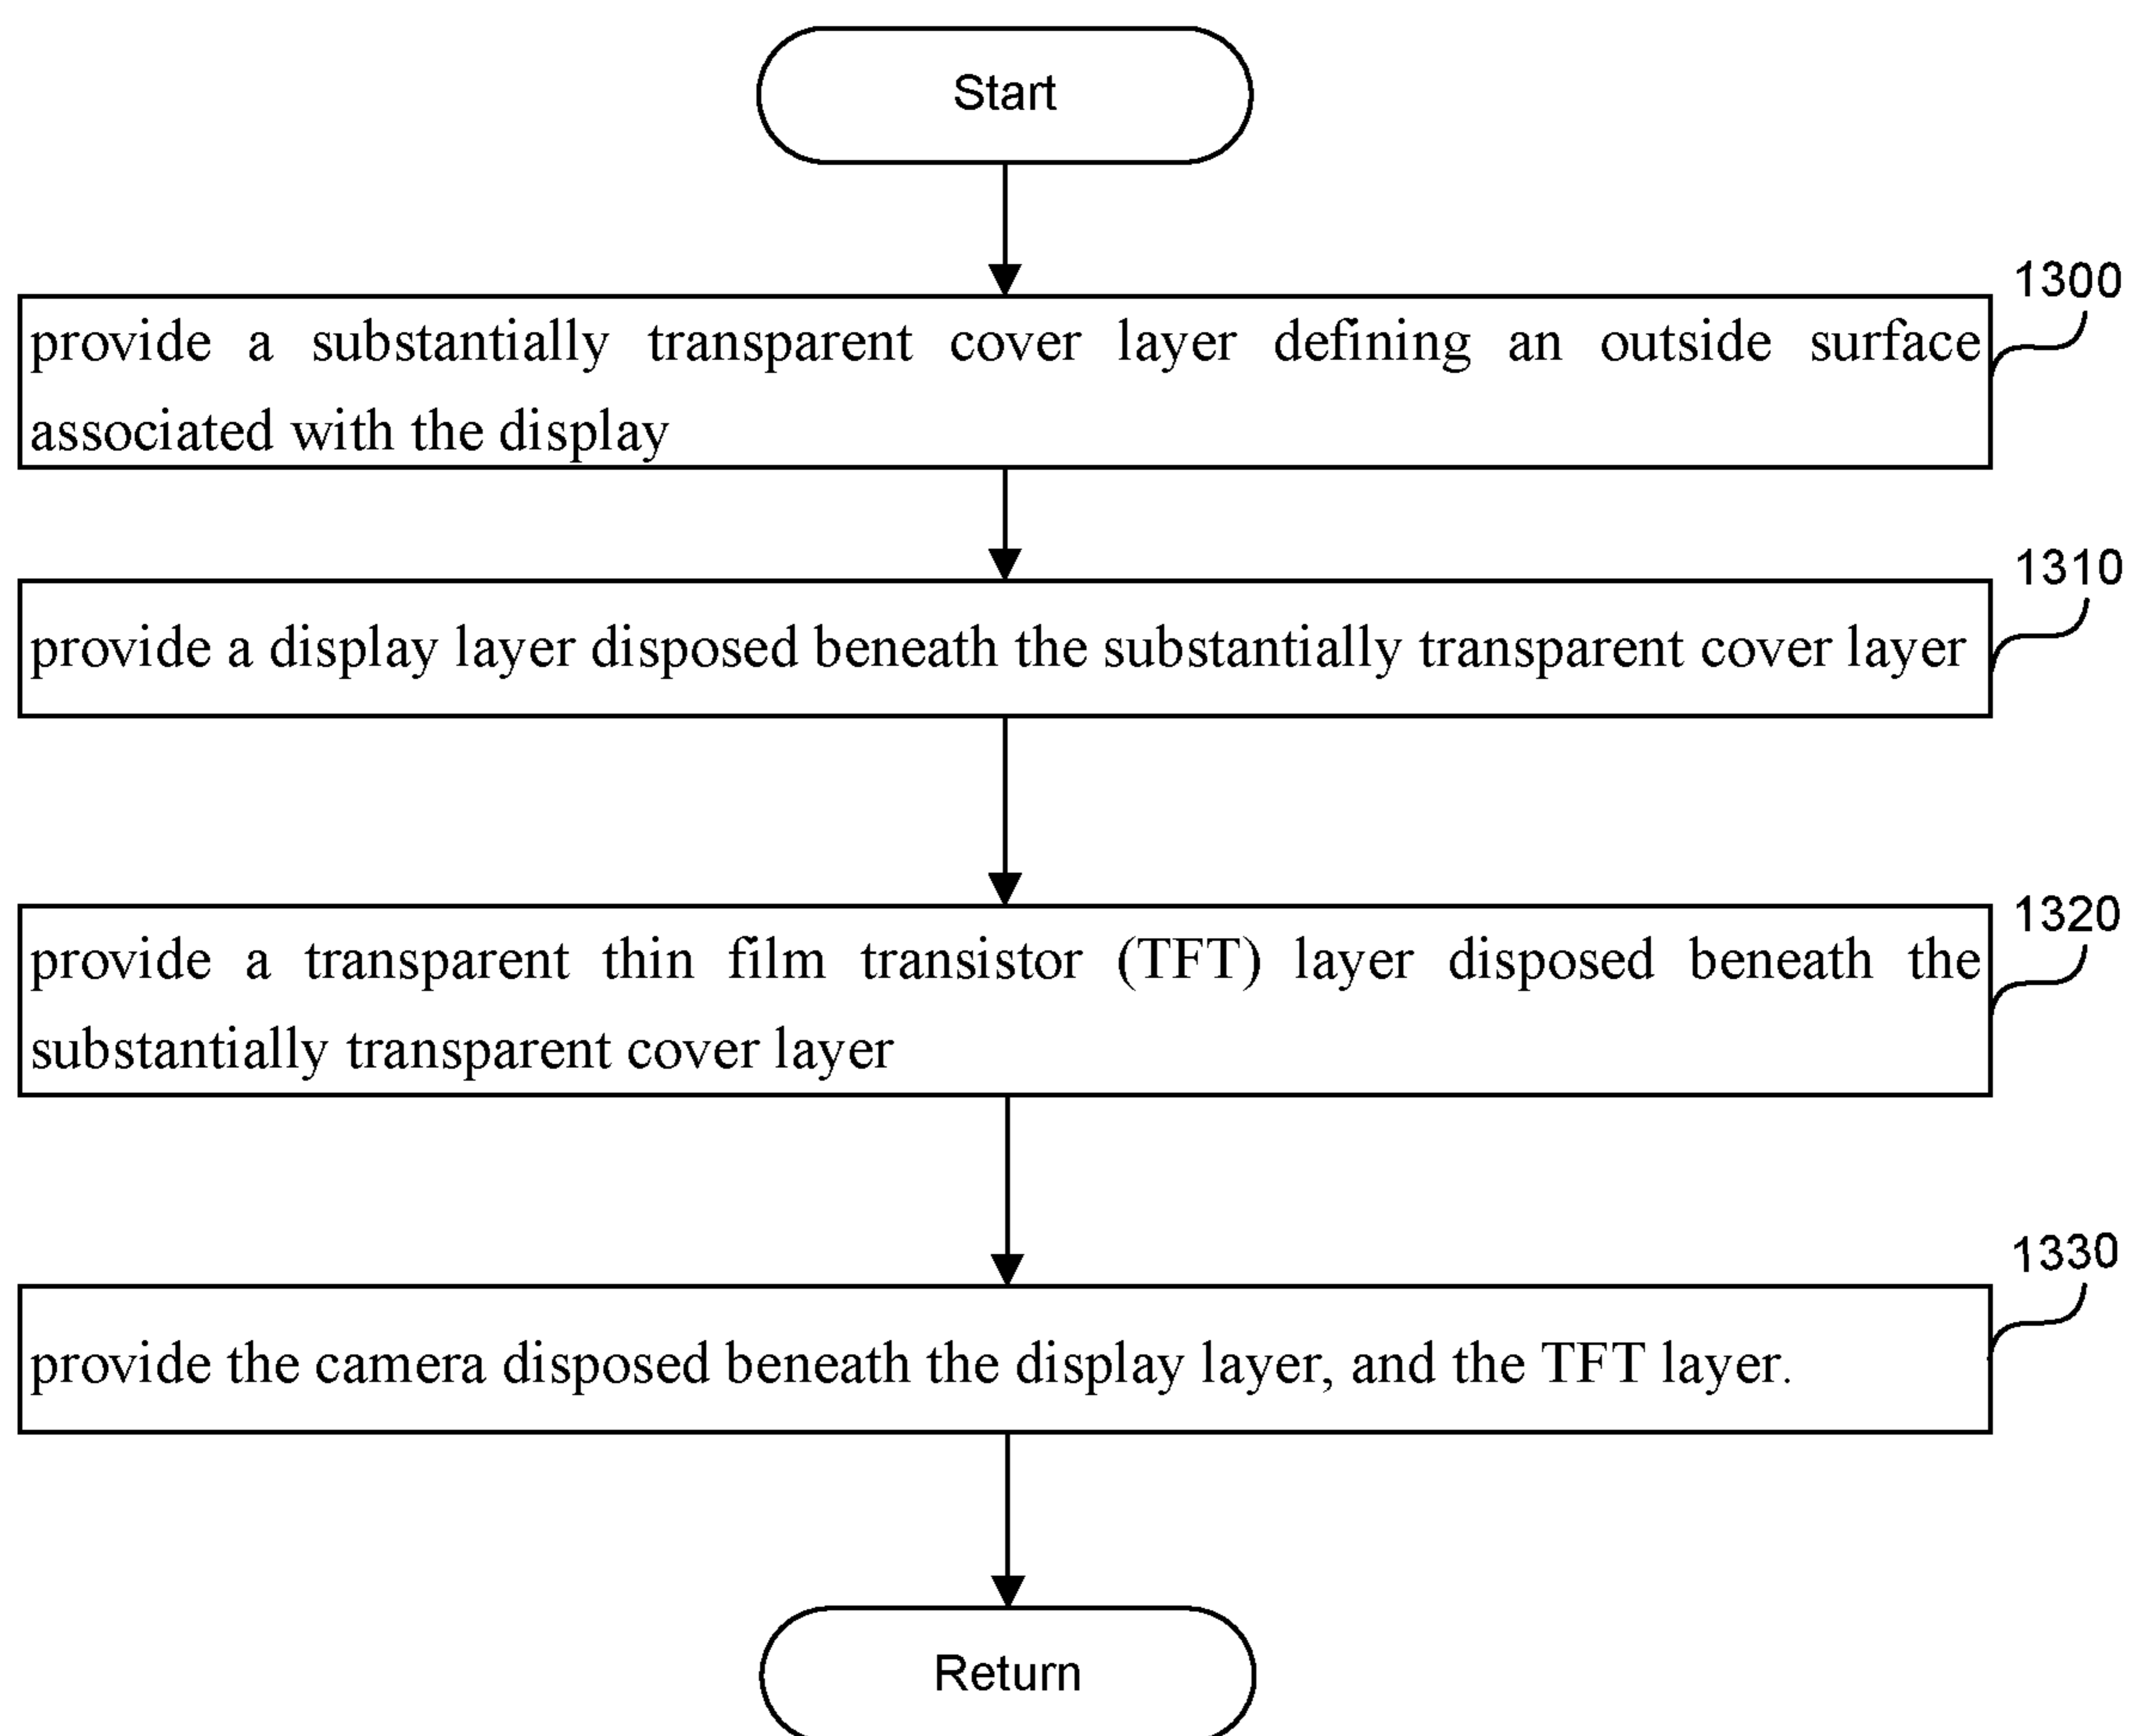 Start
1300
provide a substantially transparent cover layer defining an outside surface
associated with the display
1310
provide a display layer disposed beneath the substantially transparent cover layer
1320
provide a transparent thin film transistor (TFT) layer disposed beneath the
substantially transparent cover layer
1330
provide the camera disposed beneath the display layer, and the TFT layer.
Return